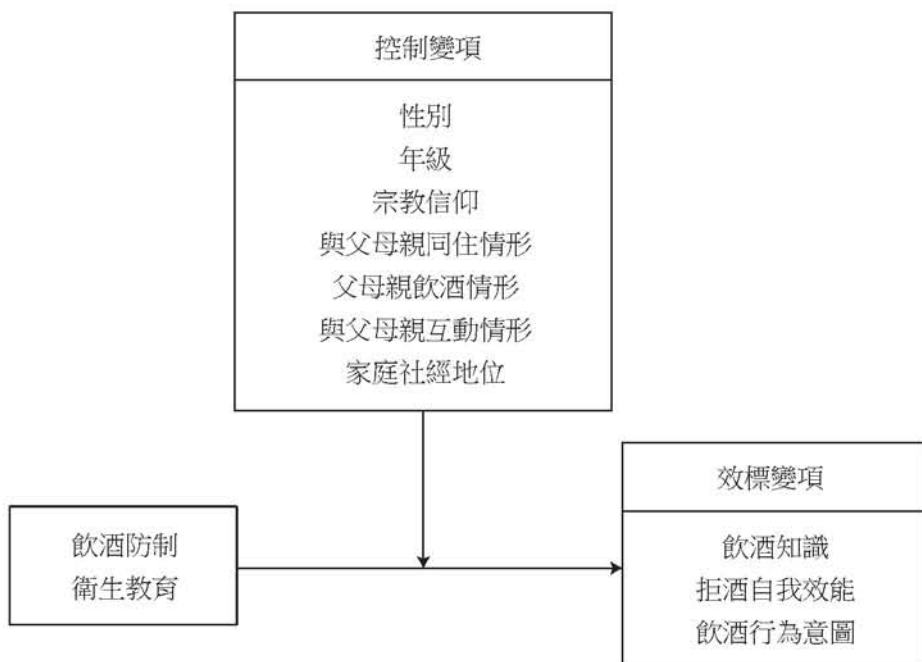 控制變項
性別
年級
宗教信仰
與父母親同住情形
父母親飲酒情形
與父母親互動情形
家庭社經地位
飲酒防制
衛生教育
效標變項
飲酒知識
拒酒自我效能
飲酒行為意圖